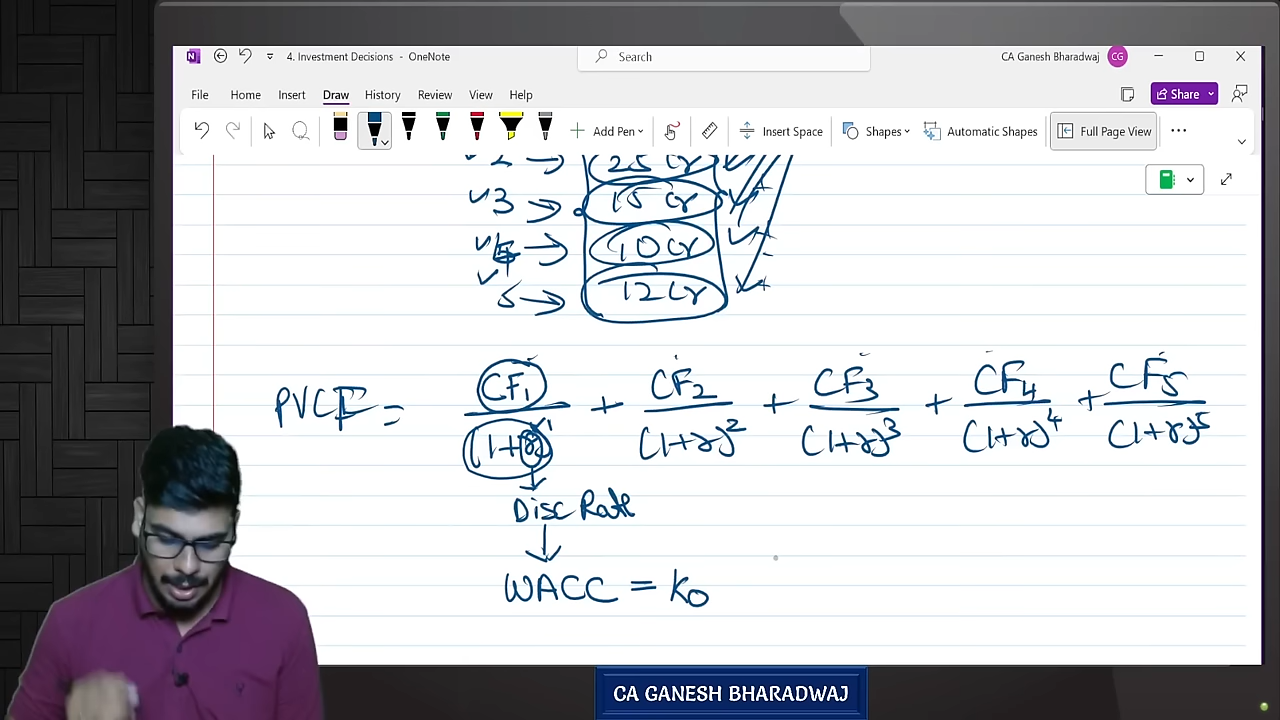 4. Investment Decisions - OneNote
Search
CA Ganesh Bharadwaj CG
File Home Insert Draw History Review View Help
Share
Add Pen Insert Space Shapes Automatic Shapes Full Page View
2 → 25 Cr
3 → 15 Cr
4 → 10 Cr
5 → 12 Cr
PVCF = CF1/(1+r)^1 + CF2/(1+r)^2 + CF3/(1+r)^3 + CF4/(1+r)^4 + CF5/(1+r)^5
Disc Rate
WACC = Ko
CA GANESH BHARADWAJ